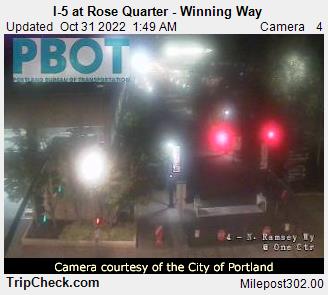 I-5 at Rose Quarter - Winning Way
Updated Oct 31 2022 1:49 AM Camera 4
PBOT
PORTLAND BUREAU OF TRANSPORTATION
4 - N. Ramsey Wy
@ One Ctr
Camera courtesy of the City of Portland
TripCheck.com Milepost302.00